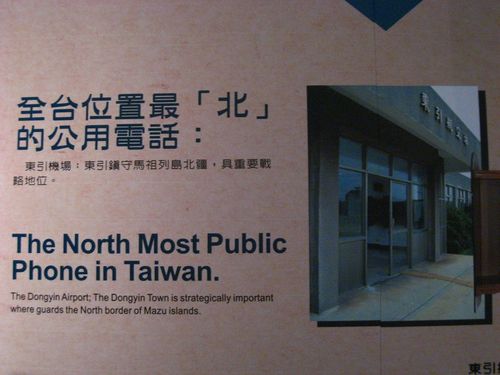 全台位置最「北」
的公用電話：
東引機場：東引鎮守馬祖列島北疆，具重要戰
略地位。
The North Most Public
Phone in Taiwan.
The Dongyin Airport; The Dongyin Town is strategically important
where guards the North border of Mazu islands.
東引